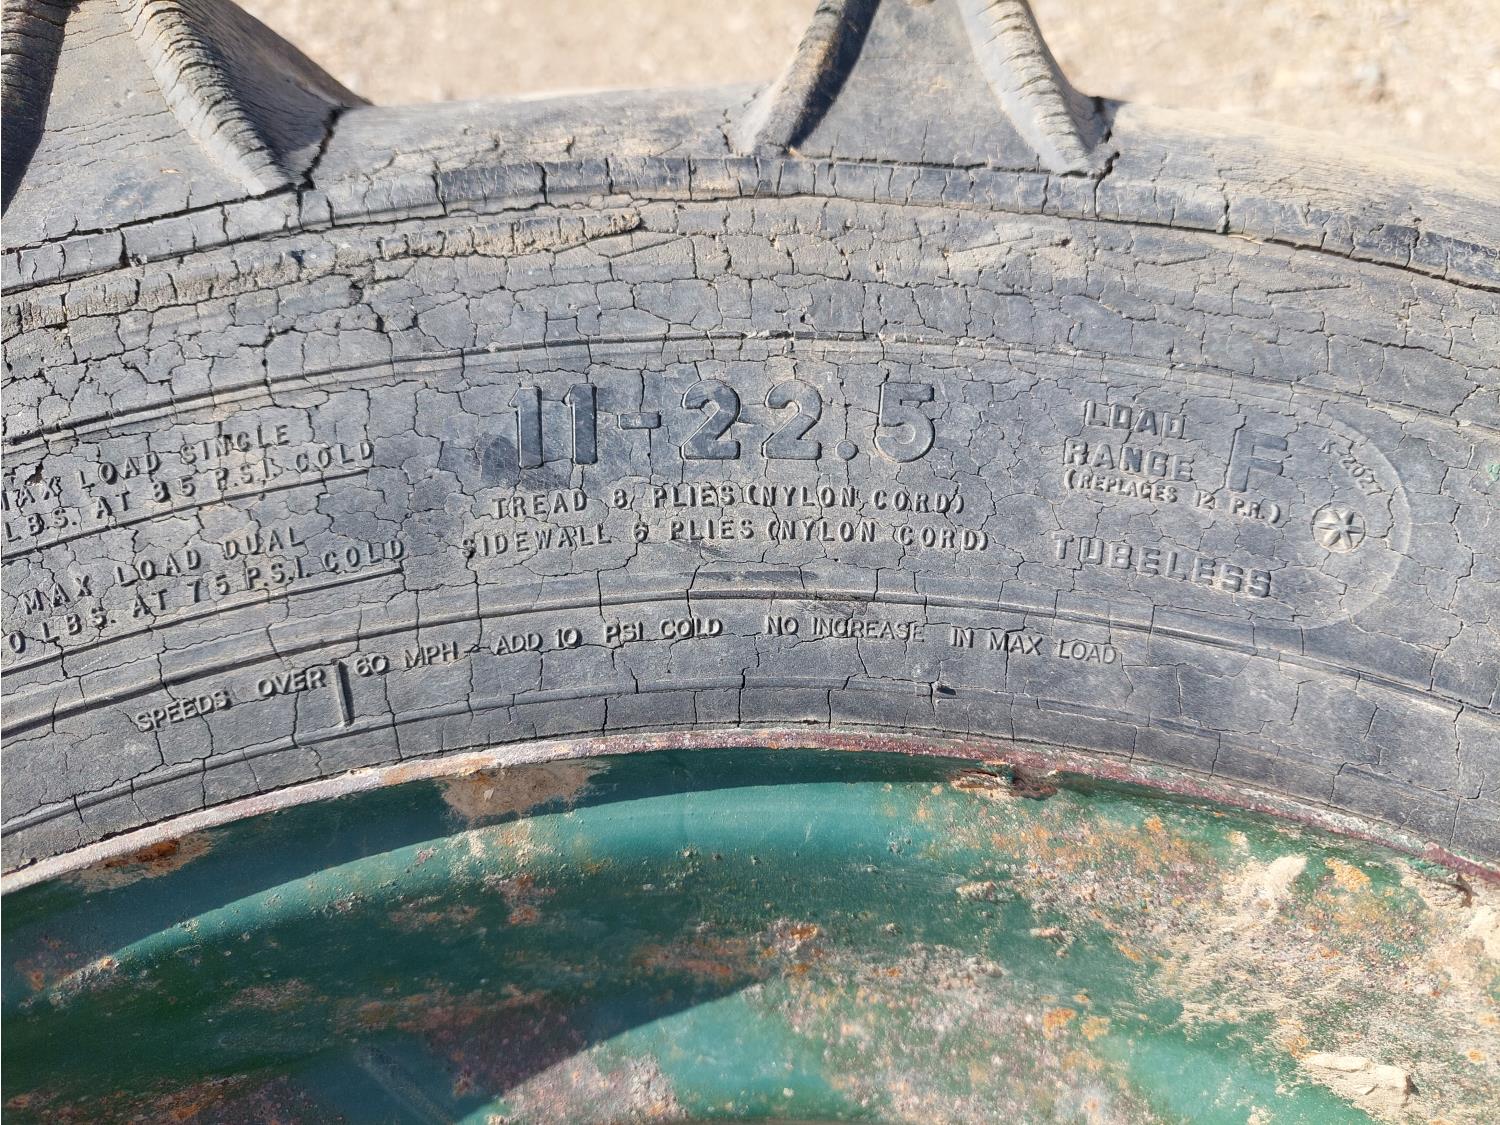 MAX LOAD SINGLE
LBS. AT 85 P.S.I. COLD
MAX LOAD DUAL
0 LBS. AT 75 P.S.I. COLD
11-22.5
TREAD 8 PLIES (NYLON CORD)
SIDEWALL 6 PLIES (NYLON CORD)
LOAD
RANGE F
(REPLACES 12 P.R.)
TUBELESS
K-2027
SPEEDS OVER 60 MPH - ADD 10 PSI COLD NO INCREASE IN MAX LOAD